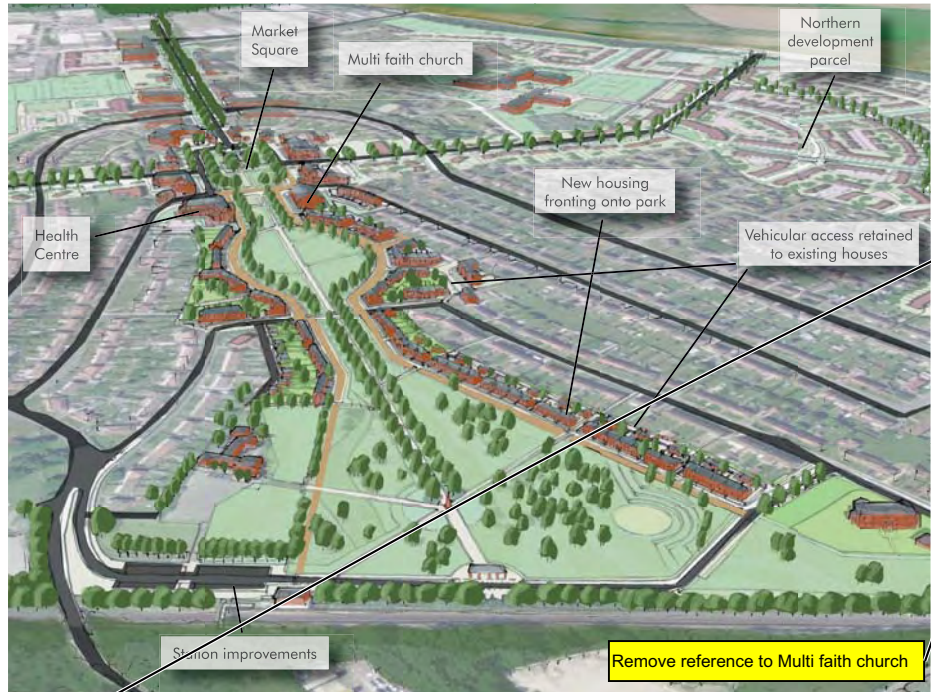 Market
Square
Multi faith church
Northern
development
parcel
New housing
fronting onto park
Health
Centre
Vehicular access retained
to existing houses
Station improvements
Remove reference to Multi faith church